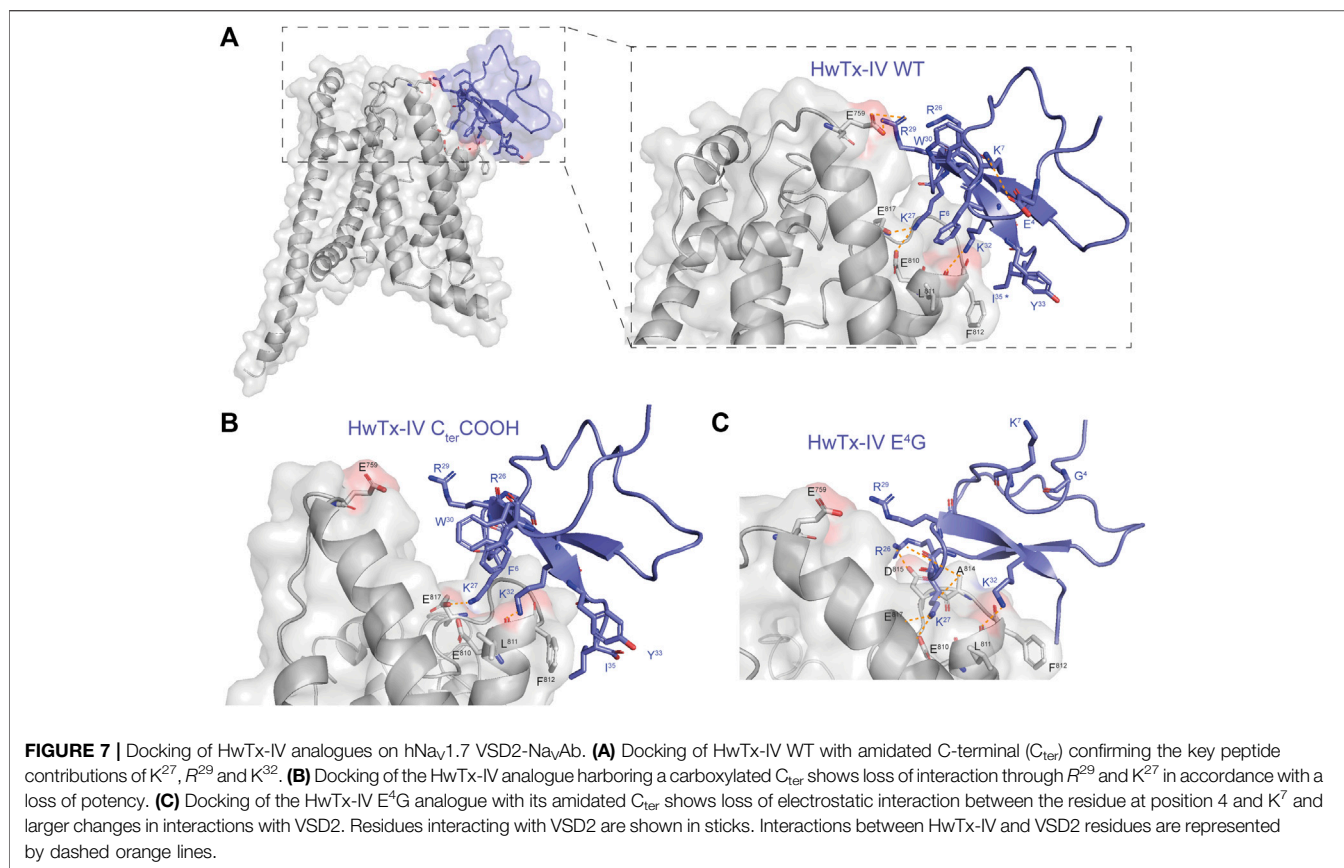 A
HwTx-IV WT
E⁷⁵⁹
R²⁶
R²⁹
W³⁰
K⁷
E⁸¹⁷
K²⁷
F⁶
E⁴
K³²
E⁸¹⁰
L⁸¹¹
I³⁵ *
Y³³
F⁸¹²
B
HwTx-IV CterCOOH
E⁷⁵⁹
R²⁹
R²⁶
W³⁰
F⁶
K²⁷
K³²
E⁸¹⁷
E⁸¹⁰
L⁸¹¹
Y³³
I³⁵
F⁸¹²
C
HwTx-IV E⁴G
K⁷
G⁴
E⁷⁵⁹
R²⁹
R²⁶
D⁸¹⁵
A⁸¹⁴
K³²
E⁸¹⁷
K²⁷
E⁸¹⁰
L⁸¹¹
F⁸¹²
FIGURE 7 | Docking of HwTx-IV analogues on hNaV1.7 VSD2-NaVAb. (A) Docking of HwTx-IV WT with amidated C-terminal (Cter) confirming the key peptide
contributions of K²⁷, R²⁹ and K³². (B) Docking of the HwTx-IV analogue harboring a carboxylated Cter shows loss of interaction through R²⁹ and K²⁷ in accordance with a
loss of potency. (C) Docking of the HwTx-IV E⁴G analogue with its amidated Cter shows loss of electrostatic interaction between the residue at position 4 and K⁷ and
larger changes in interactions with VSD2. Residues interacting with VSD2 are shown in sticks. Interactions between HwTx-IV and VSD2 residues are represented
by dashed orange lines.